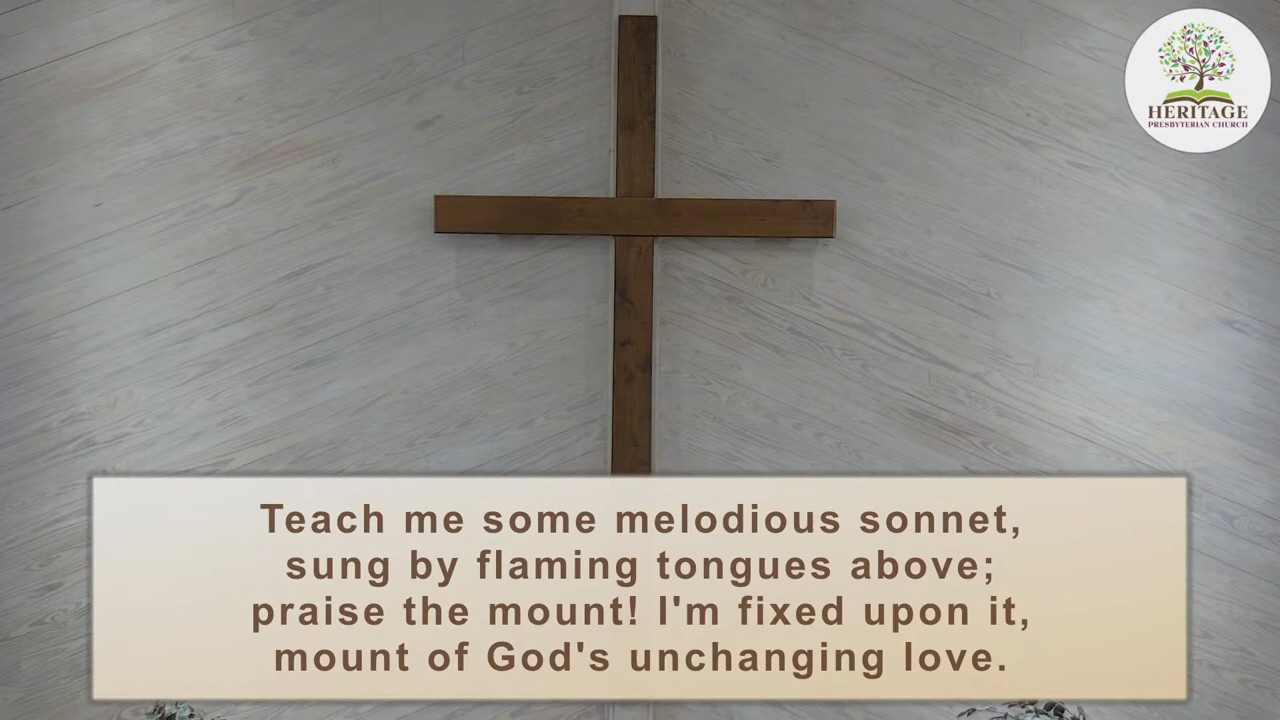 HERITAGE
PRESBYTERIAN CHURCH
Teach me some melodious sonnet,
sung by flaming tongues above;
praise the mount! I'm fixed upon it,
mount of God's unchanging love.